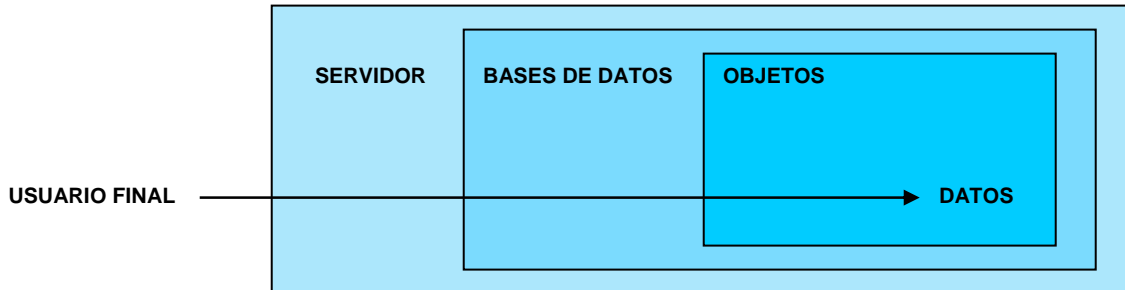 SERVIDOR
BASES DE DATOS
OBJETOS
USUARIO FINAL
DATOS